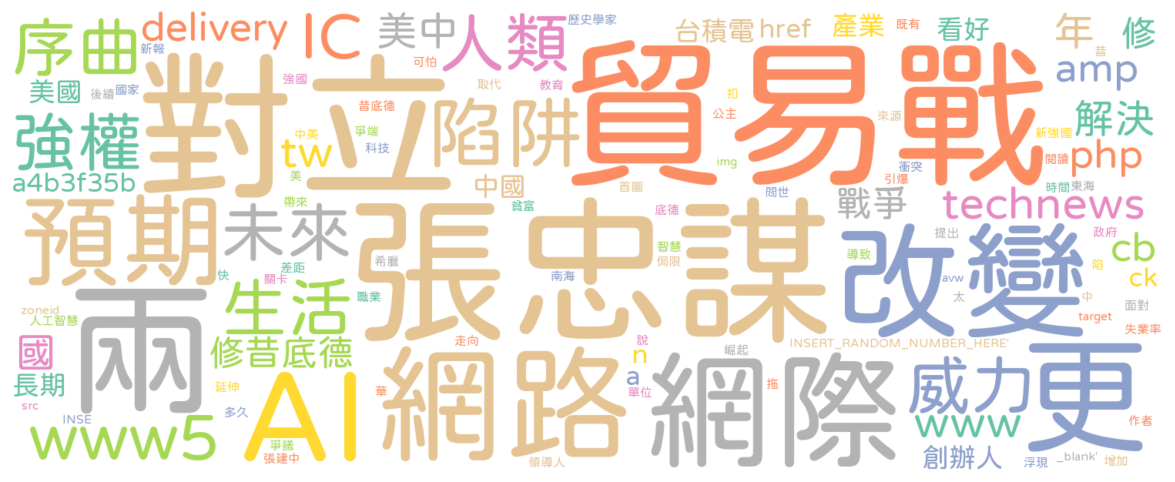 序曲
delivery
IC
美中
人類
歷史學家
台積電
href
產業
既有
看好
年
昔
修
新報
可怕
美國
後續
國家
強國
昔底德
取代
教育
對立
陷阱
貿易戰
amp
解決
強權
中美
爭端
科技
tw
美
扣
公主
來源
新強國
閱讀
php
img
衝突
引爆
a4b3f35b
中國
首圖
問世
時間
東海
帶來
貧富
底德
戰爭
technews
預期
未來
張忠謀
智慧
侷限
改變
提出
政府
cb
希臘
南海
導致
陷
ck
快
差距
關卡
職業
avw
太
中
面對
zoneid
人工智慧
兩
生活
target
失業率
國
修昔底德
走向
說
崛起
INSERT_RANDOM_NUMBER_HERE'
n
a
單位
長期
src
延伸
AI
華
網路
網際
拖
威力
更
INSE
多久
www5
www
作者
爭議
張建中
領導人
創辦人
浮現
_blank'
增加